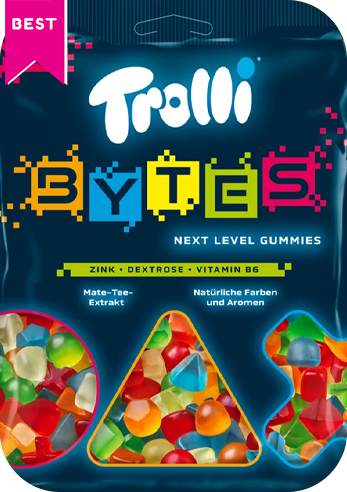 BEST
Trolli
BYTES
NEXT LEVEL GUMMIES
ZINK • DEXTROSE • VITAMIN B6
Mate-Tee-
Extrakt
Natürliche Farben
und Aromen